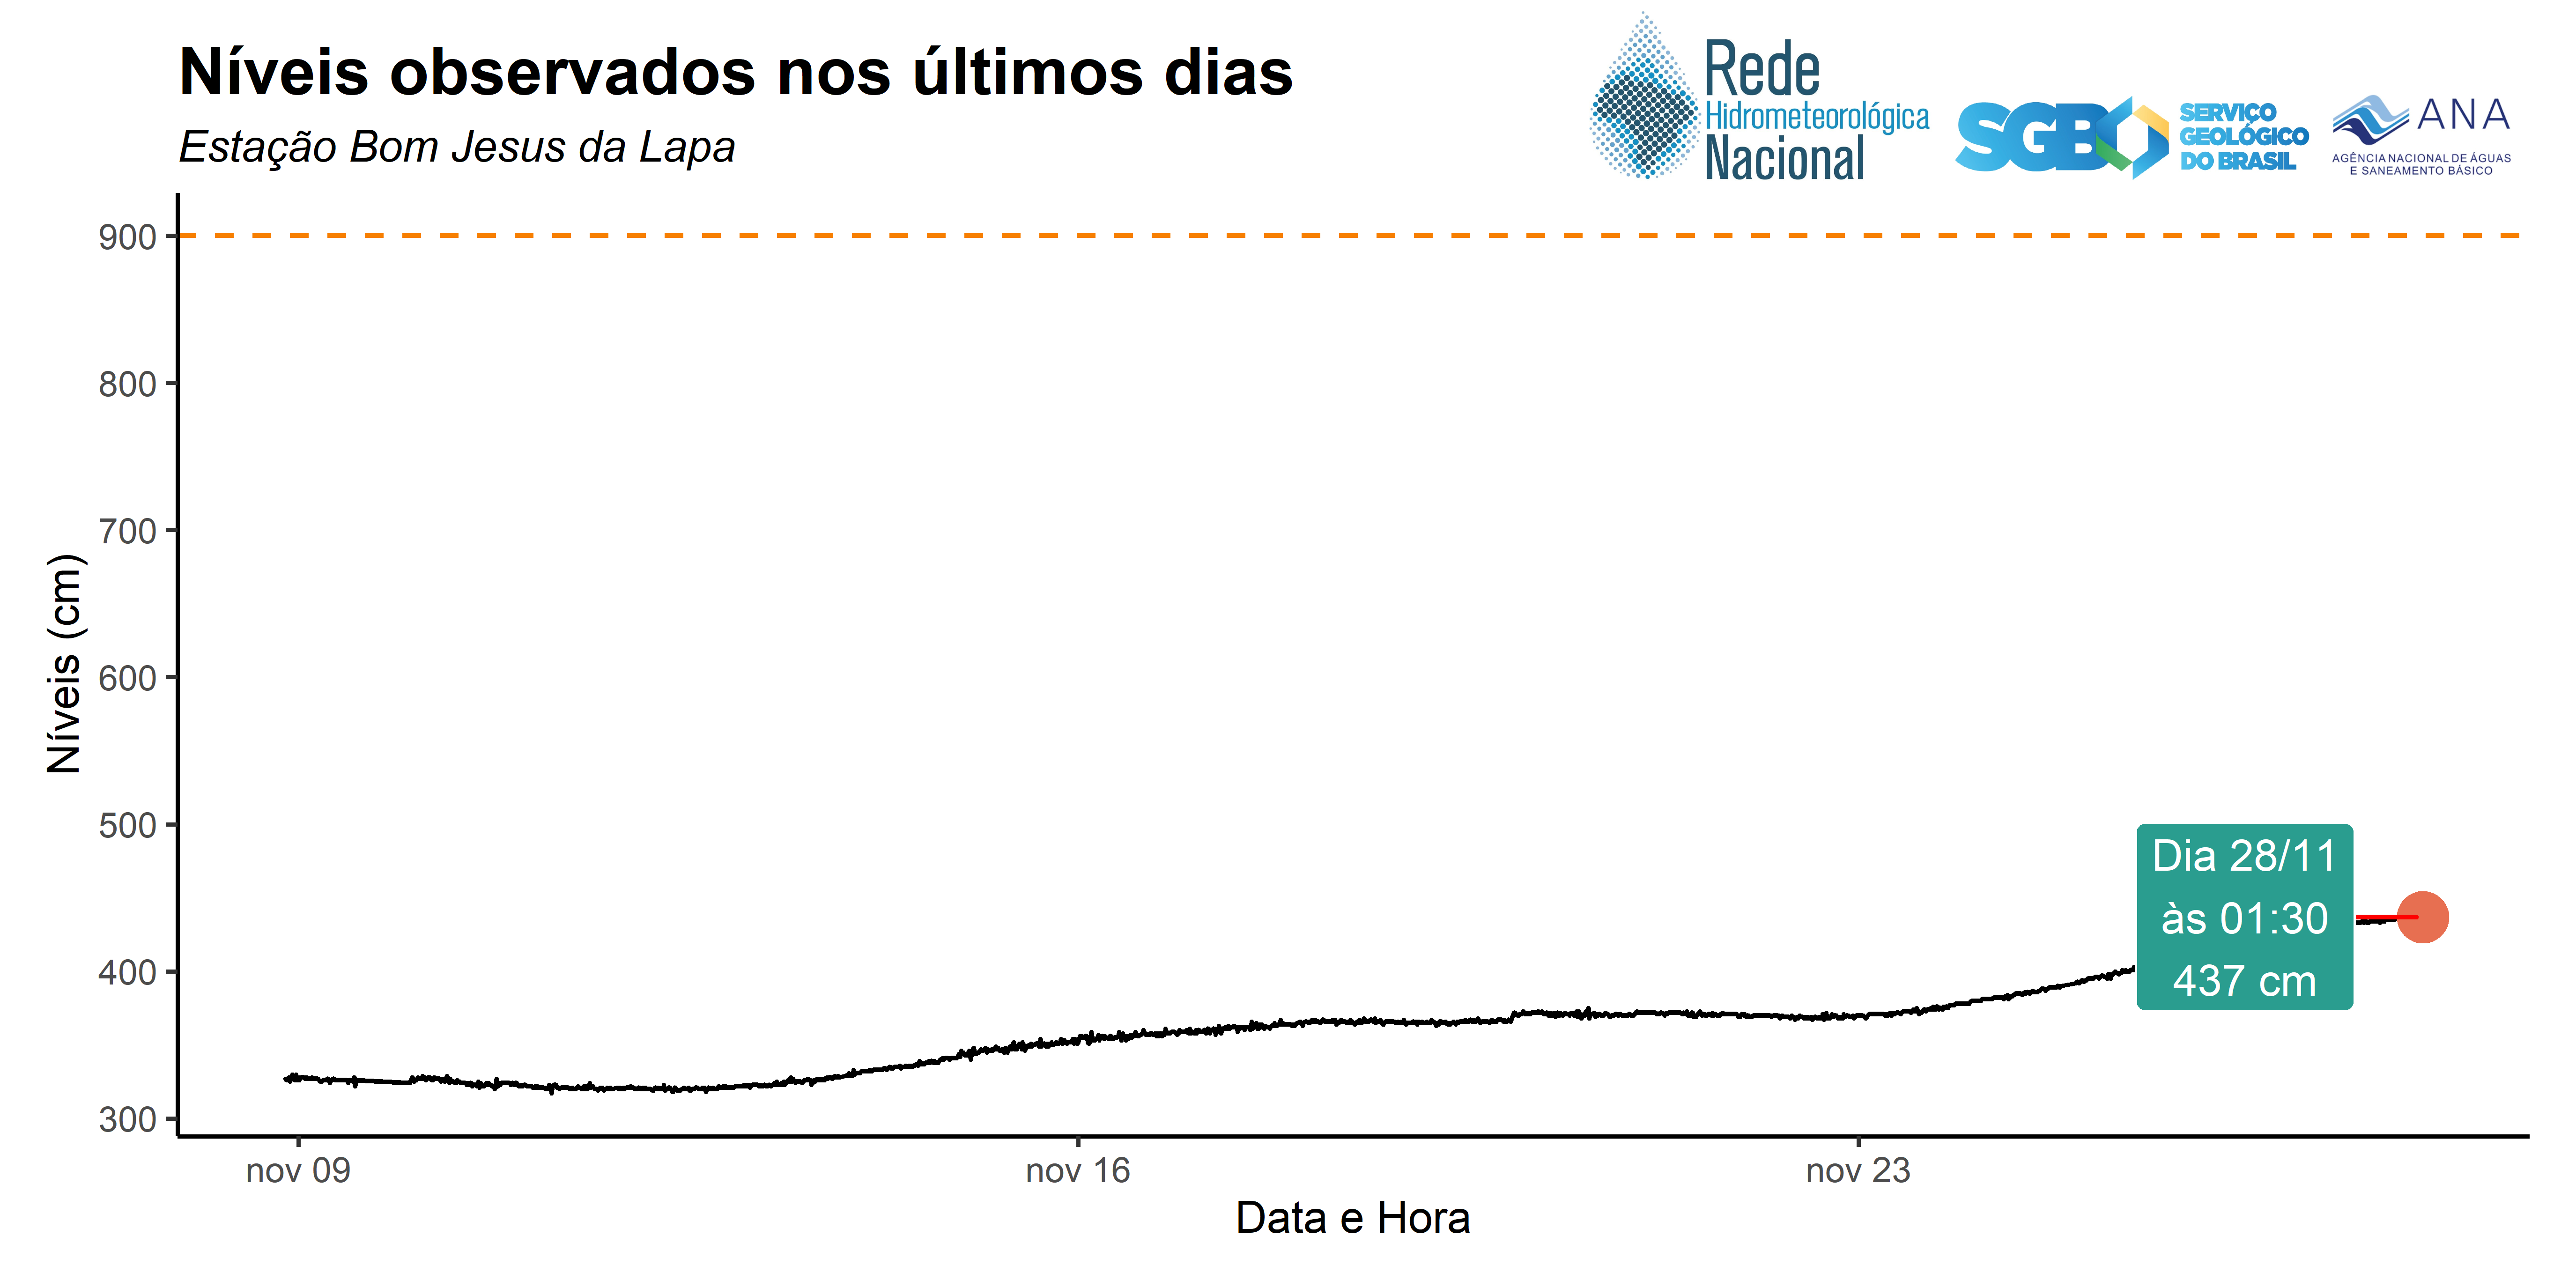 Níveis observados nos últimos dias
Estação Bom Jesus da Lapa
Rede
Hidrometeorológica
Nacional
SGB
SERVIÇO
GEOLÓGICO
DO BRASIL
ANA
AGÊNCIA NACIONAL DE ÁGUAS
E SANEAMENTO BÁSICO
Níveis (cm)
900
800
700
600
500
400
300
Dia 28/11
às 01:30
437 cm
nov 09
nov 16
nov 23
Data e Hora